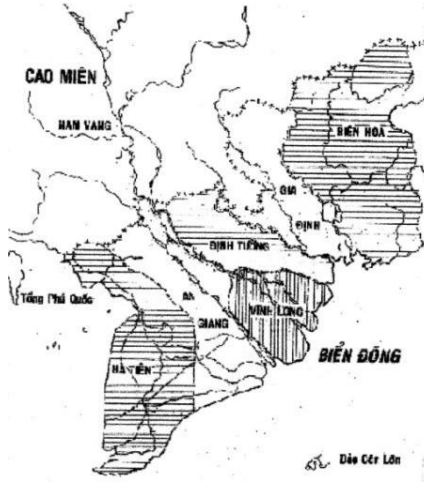 CAO MIÊN
NAM VANG
BIÊN HOÀ
GIA
ĐỊNH
ĐỊNH TƯỜNG
Tổng Phú Quốc
AN
GIANG
VĨNH LONG
HÀ TIÊN
BIỂN ĐÔNG
Đảo Côn Lôn